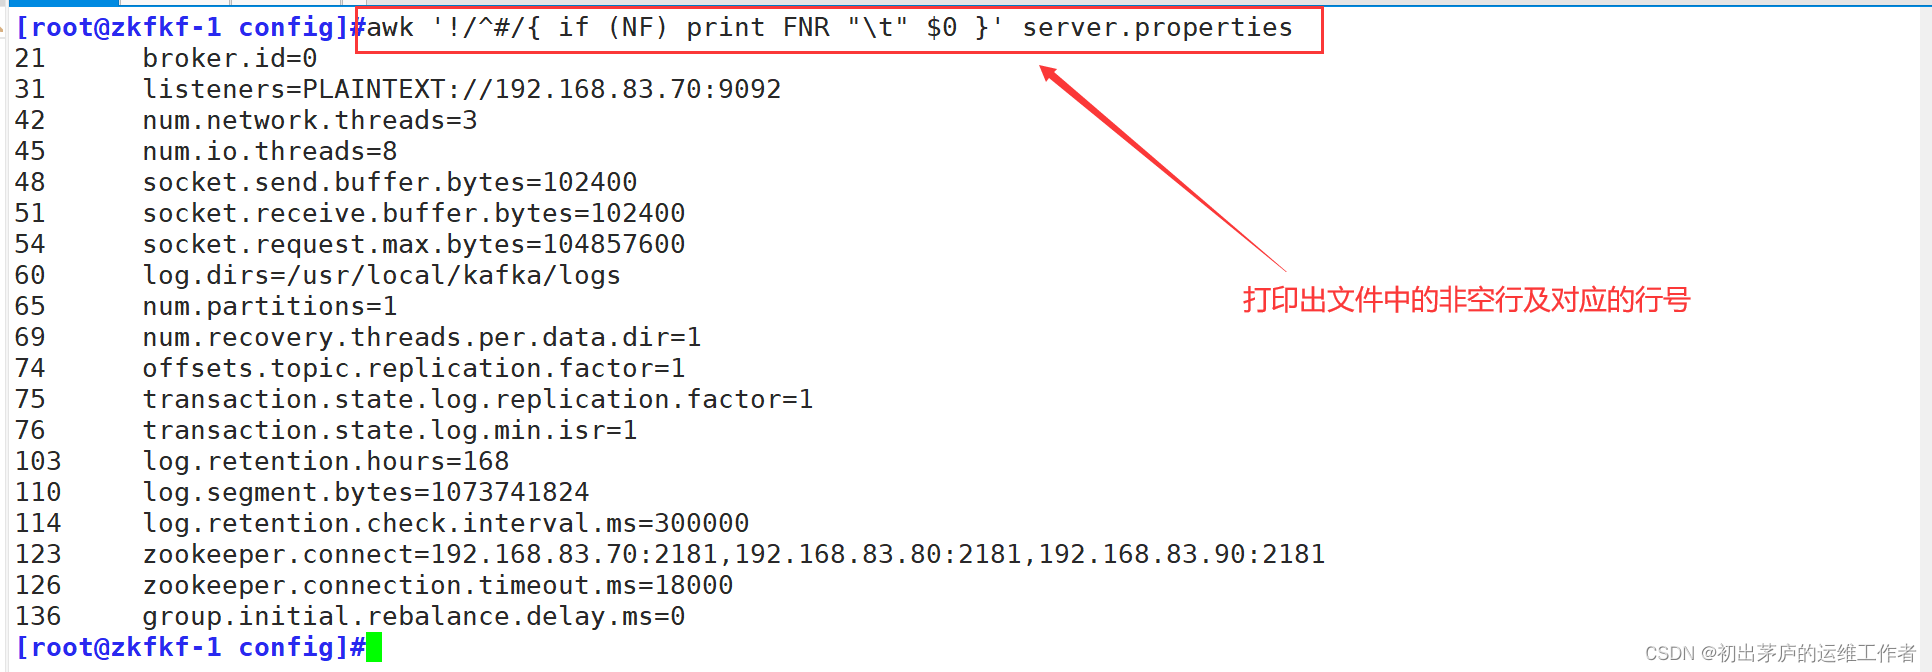 [root@zkfkf-1 config]#awk '!/^#/{ if (NF) print FNR "\t" $0 }' server.properties
21      broker.id=0
31      listeners=PLAINTEXT://192.168.83.70:9092
42      num.network.threads=3
45      num.io.threads=8
48      socket.send.buffer.bytes=102400
51      socket.receive.buffer.bytes=102400
54      socket.request.max.bytes=104857600
60      log.dirs=/usr/local/kafka/logs
65      num.partitions=1
69      num.recovery.threads.per.data.dir=1
74      offsets.topic.replication.factor=1
75      transaction.state.log.replication.factor=1
76      transaction.state.log.min.isr=1
103     log.retention.hours=168
110     log.segment.bytes=1073741824
114     log.retention.check.interval.ms=300000
123     zookeeper.connect=192.168.83.70:2181,192.168.83.80:2181,192.168.83.90:2181
126     zookeeper.connection.timeout.ms=18000
136     group.initial.rebalance.delay.ms=0
[root@zkfkf-1 config]#
打印出文件中的非空行及对应的行号
CSDN @初出茅庐的运维工作者